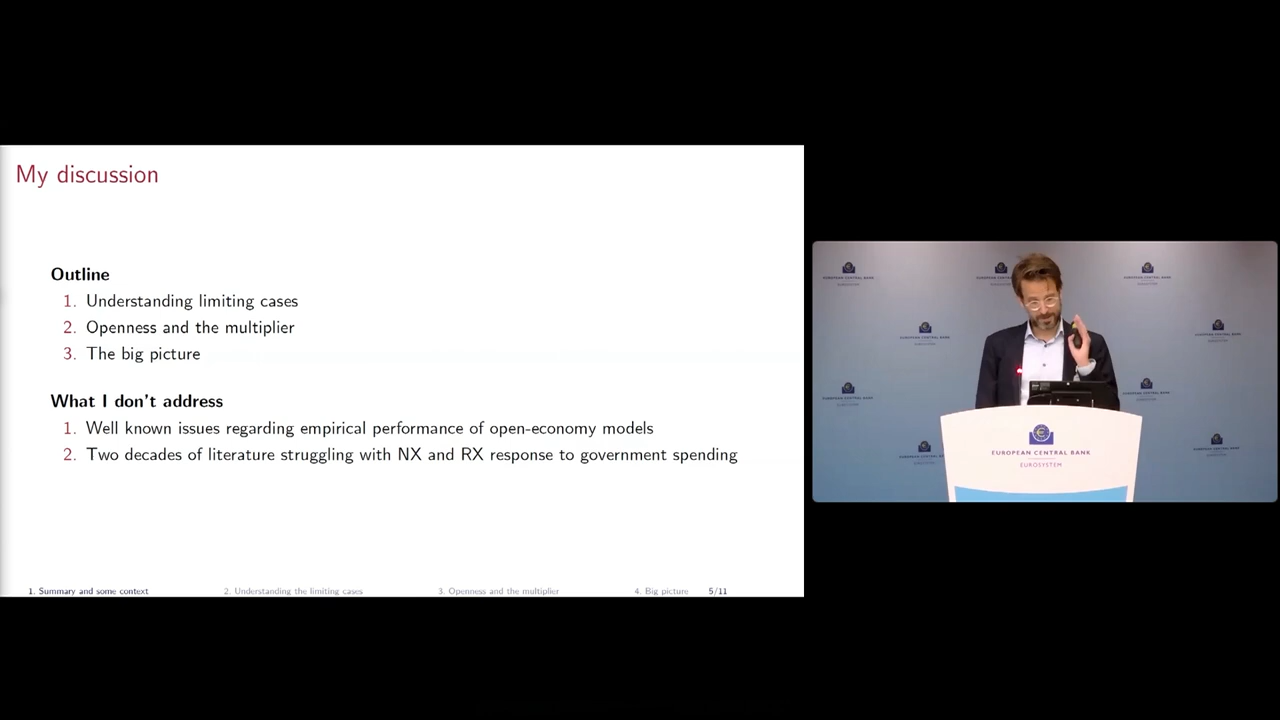 My discussion
Outline
1. Understanding limiting cases
2. Openness and the multiplier
3. The big picture
What I don't address
1. Well known issues regarding empirical performance of open-economy models
2. Two decades of literature struggling with NX and RX response to government spending
1. Summary and some context 2. Understanding the limiting cases 3. Openness and the multiplier 4. Big picture 5/11
EUROPEAN CENTRAL BANK
EUROSYSTEM